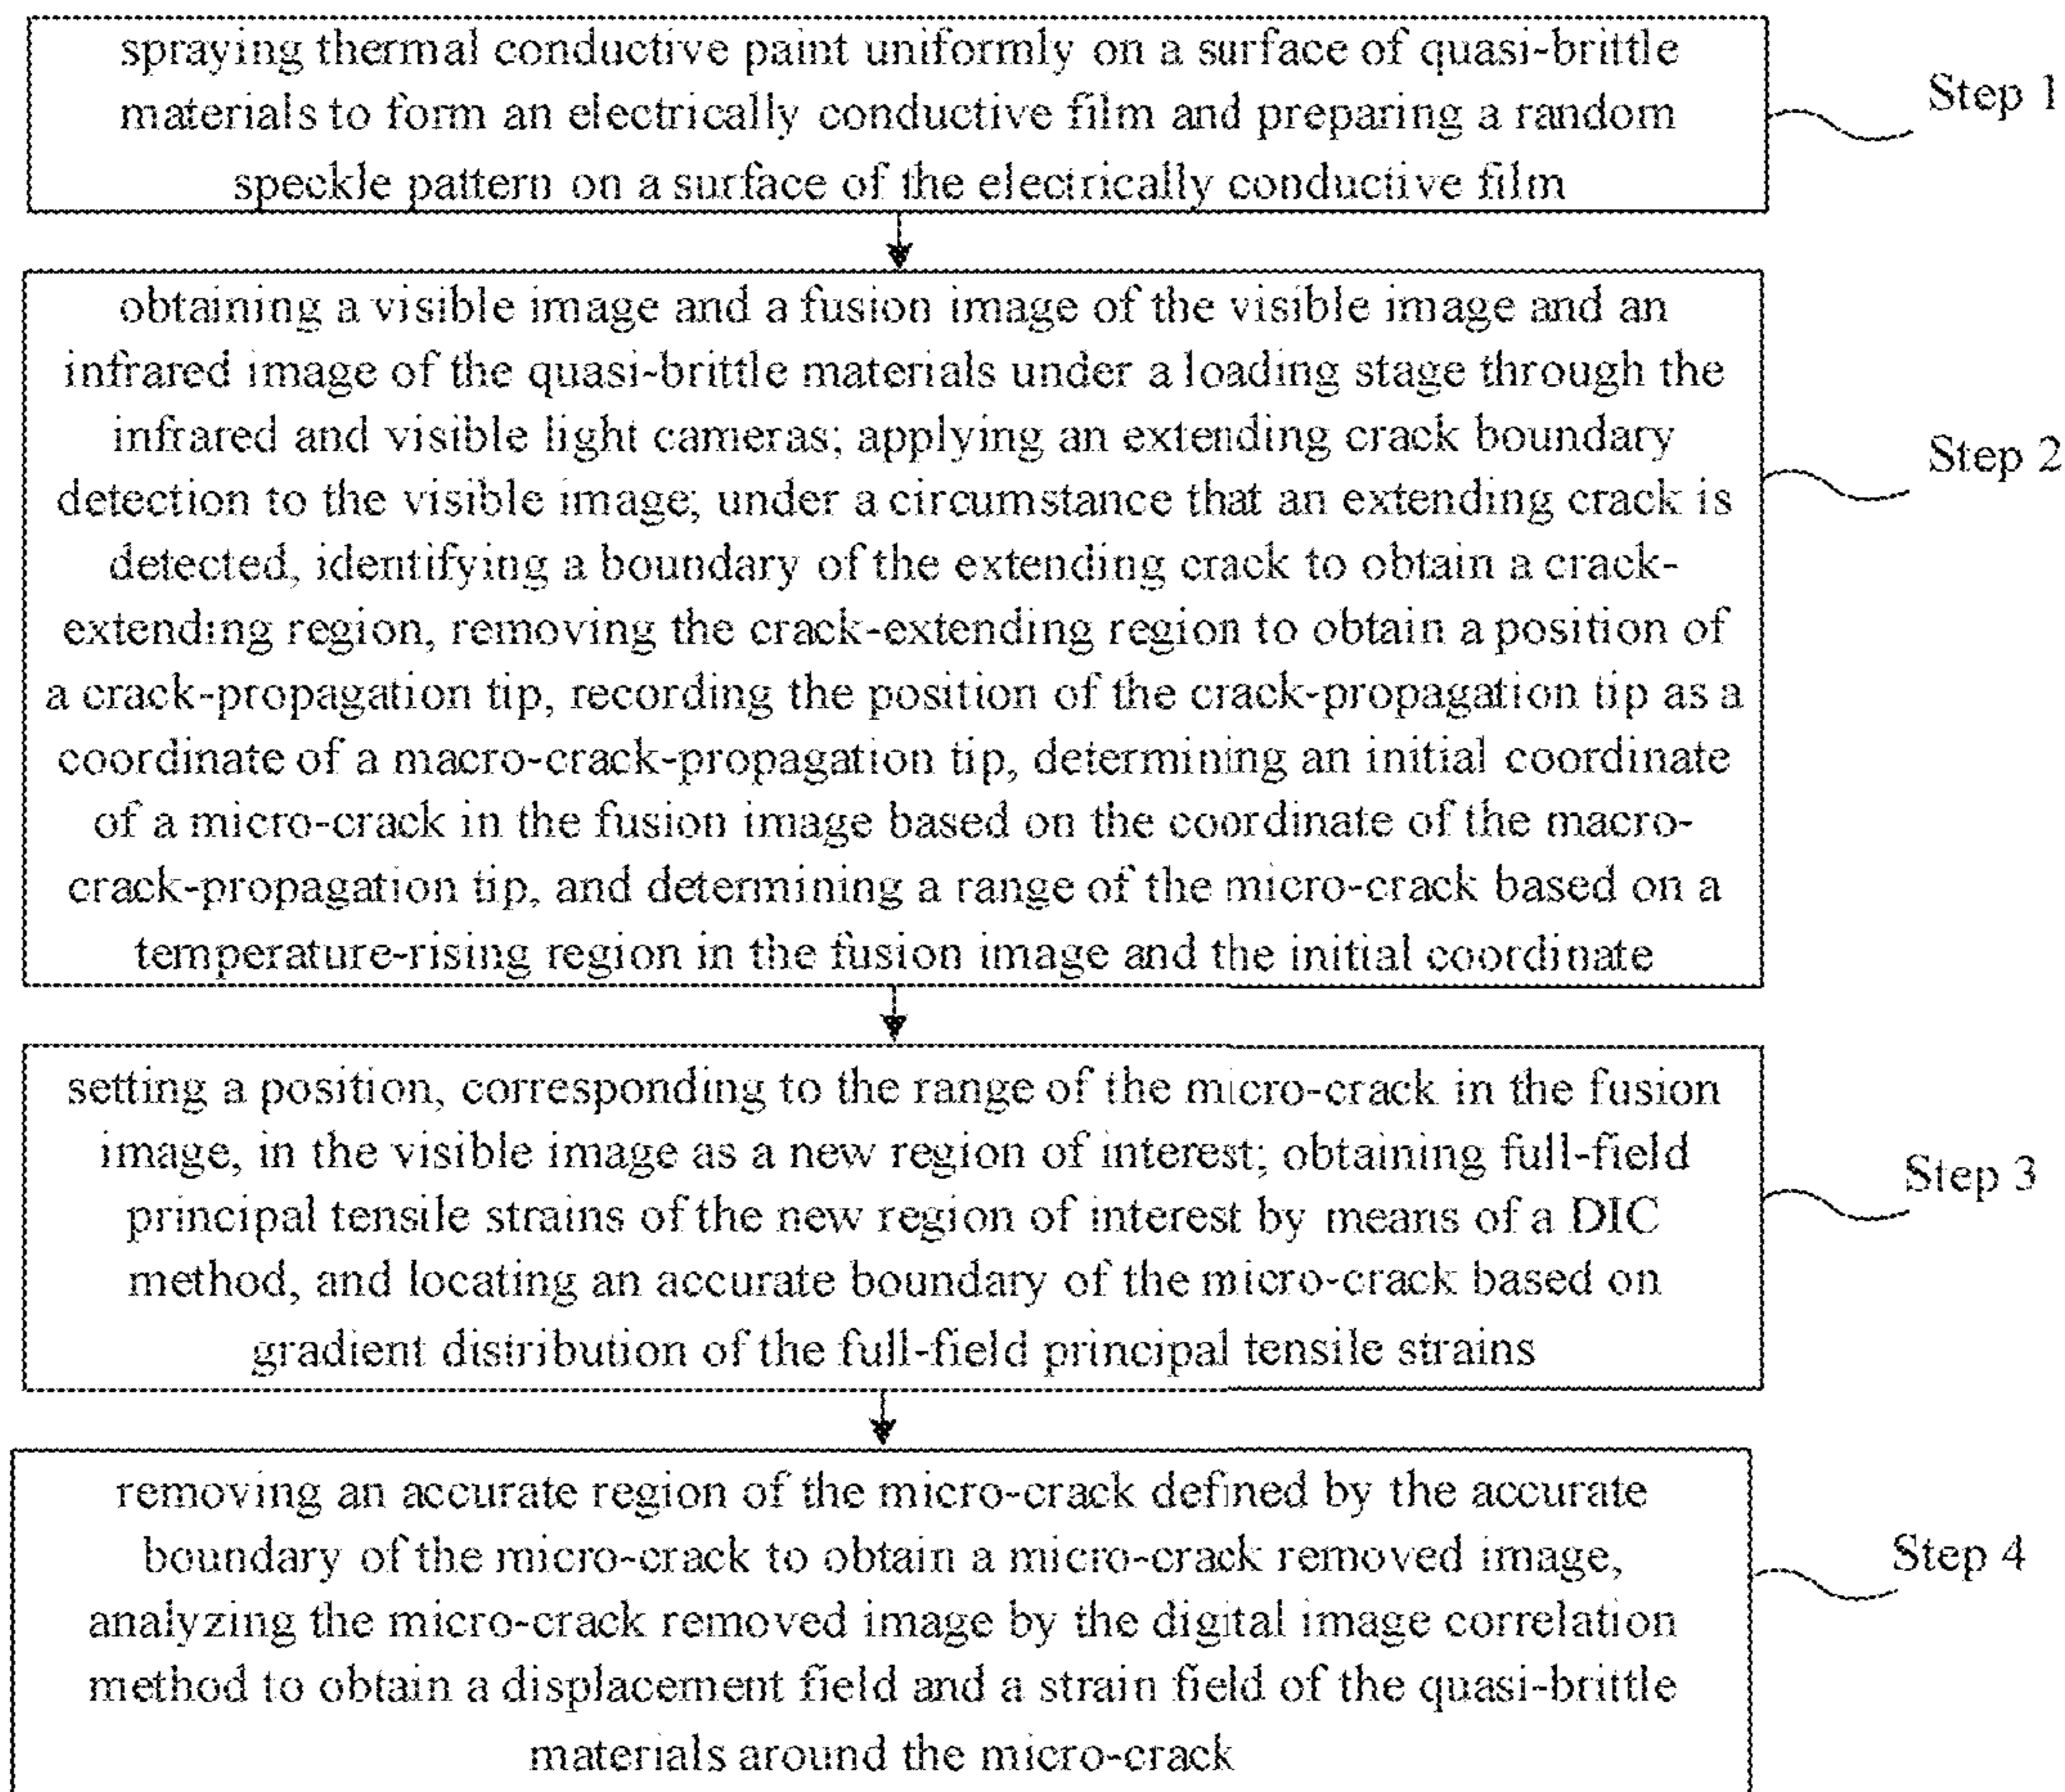 spraying thermal conductive paint uniformly on a surface of quasi-brittle
materials to form an electrically conductive film and preparing a random
speckle pattern on a surface of the electrically conductive film
Step 1
obtaining a visible image and a fusion image of the visible image and an
infrared image of the quasi-brittle materials under a loading stage through the
infrared and visible light cameras; applying an extending crack boundary
detection to the visible image; under a circumstance that an extending crack is
detected, identifying a boundary of the extending crack to obtain a crack-
extending region, removing the crack-extending region to obtain a position of
a crack-propagation tip, recording the position of the crack-propagation tip as a
coordinate of a macro-crack-propagation tip, determining an initial coordinate
of a micro-crack in the fusion image based on the coordinate of the macro-
crack-propagation tip, and determining a range of the micro-crack based on a
temperature-rising region in the fusion image and the initial coordinate
Step 2
setting a position, corresponding to the range of the micro-crack in the fusion
image, in the visible image as a new region of interest; obtaining full-field
principal tensile strains of the new region of interest by means of a DIC
method, and locating an accurate boundary of the micro-crack based on
gradient distribution of the full-field principal tensile strains
Step 3
removing an accurate region of the micro-crack defined by the accurate
boundary of the micro-crack to obtain a micro-crack removed image,
analyzing the micro-crack removed image by the digital image correlation
method to obtain a displacement field and a strain field of the quasi-brittle
materials around the micro-crack
Step 4